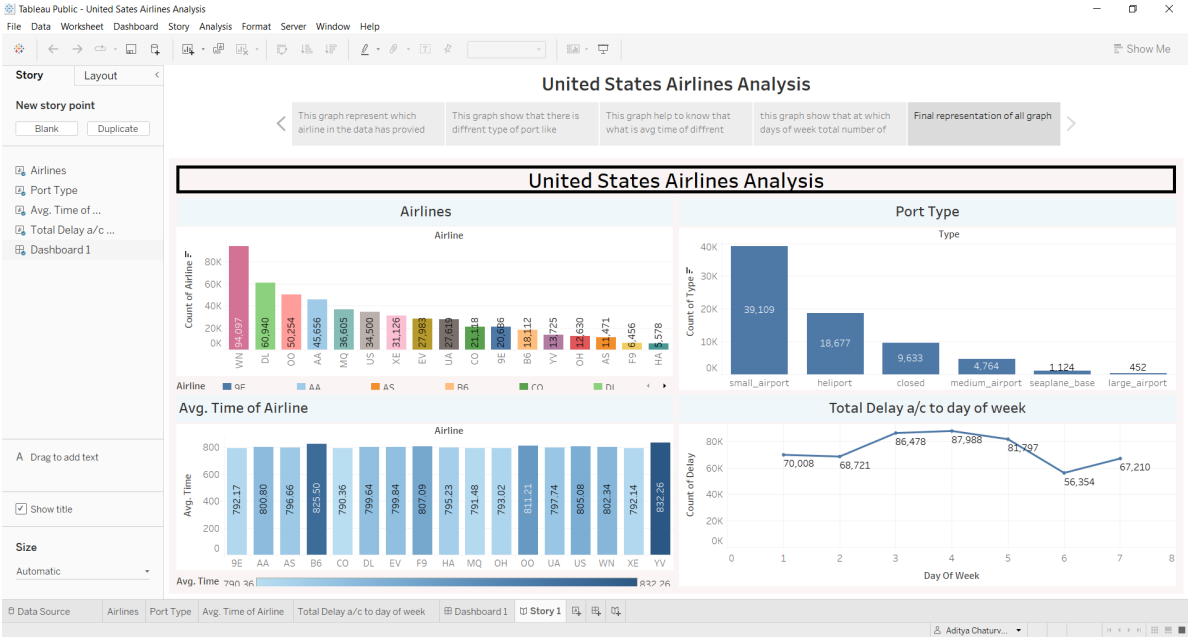 Tableau Public - United Sates Airlines Analysis
File Data Worksheet Dashboard Story Analysis Format Server Window Help
Show Me
Story Layout
New story point
Blank Duplicate
Airlines
Port Type
Avg. Time of ...
Total Delay a/c ...
Dashboard 1
A Drag to add text
Show title
Size
Automatic
United States Airlines Analysis
This graph represent which
airline in the data has provied
This graph show that there is
diffrent type of port like
This graph help to know that
what is avg time of diffrent
this graph show that at which
days of week total number of
Final representation of all graph
United States Airlines Analysis
Airlines
Airline
Count of Airline
80K
60K
40K
20K
0K
94,097 60,940 50,254 45,656 36,605 34,500 31,126 27,983 27,619 21,118 20,686 18,112 13,725 12,630 11,471 6,456 5,578
WN DL OO AA MQ US XE EV UA CO 9E B6 YV OH AS F9 HA
Airline 9E AA AS B6 CO DL
Port Type
Type
Count of Type
40K
30K
20K
10K
0K
39,109 18,677 9,633 4,764 1,124 452
small_airport heliport closed medium_airport seaplane_base large_airport
Avg. Time of Airline
Airline
Avg. Time
800
600
400
200
0
792.17 800.80 796.66 825.50 790.36 799.64 799.84 807.09 795.23 791.48 793.02 811.21 797.74 805.08 802.34 792.14 832.26
9E AA AS B6 CO DL EV F9 HA MQ OH OO UA US WN XE YV
Avg. Time 790.36 832.26
Total Delay a/c to day of week
Count of Delay
80K
60K
40K
20K
0K
70,008 68,721 86,478 87,988 81,797 56,354 67,210
0 1 2 3 4 5 6 7 8
Day Of Week
Data Source Airlines Port Type Avg. Time of Airline Total Delay a/c to day of week Dashboard 1 Story 1
Aditya Chaturv...